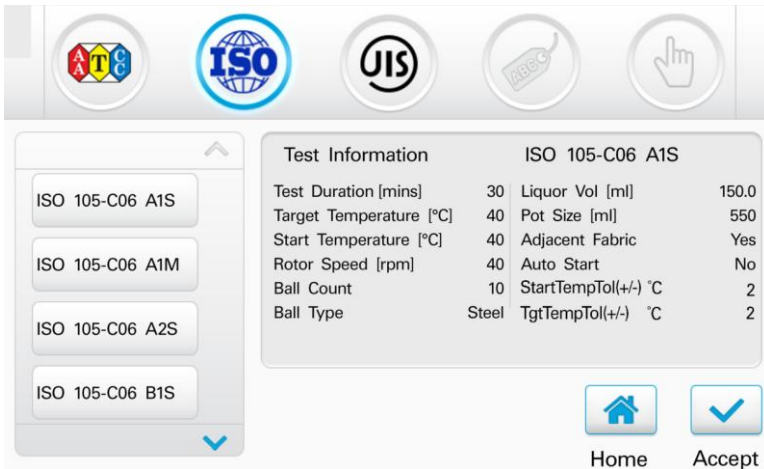 A A T C C
ISO
JIS
ABBC
ISO 105-C06 A1S
ISO 105-C06 A1M
ISO 105-C06 A2S
ISO 105-C06 B1S
Test Information ISO 105-C06 A1S
Test Duration [mins] 30 Liquor Vol [ml] 150.0
Target Temperature [°C] 40 Pot Size [ml] 550
Start Temperature [°C] 40 Adjacent Fabric Yes
Rotor Speed [rpm] 40 Auto Start No
Ball Count 10 StartTempTol(+/-) °C 2
Ball Type Steel TgtTempTol(+/-) °C 2
Home Accept